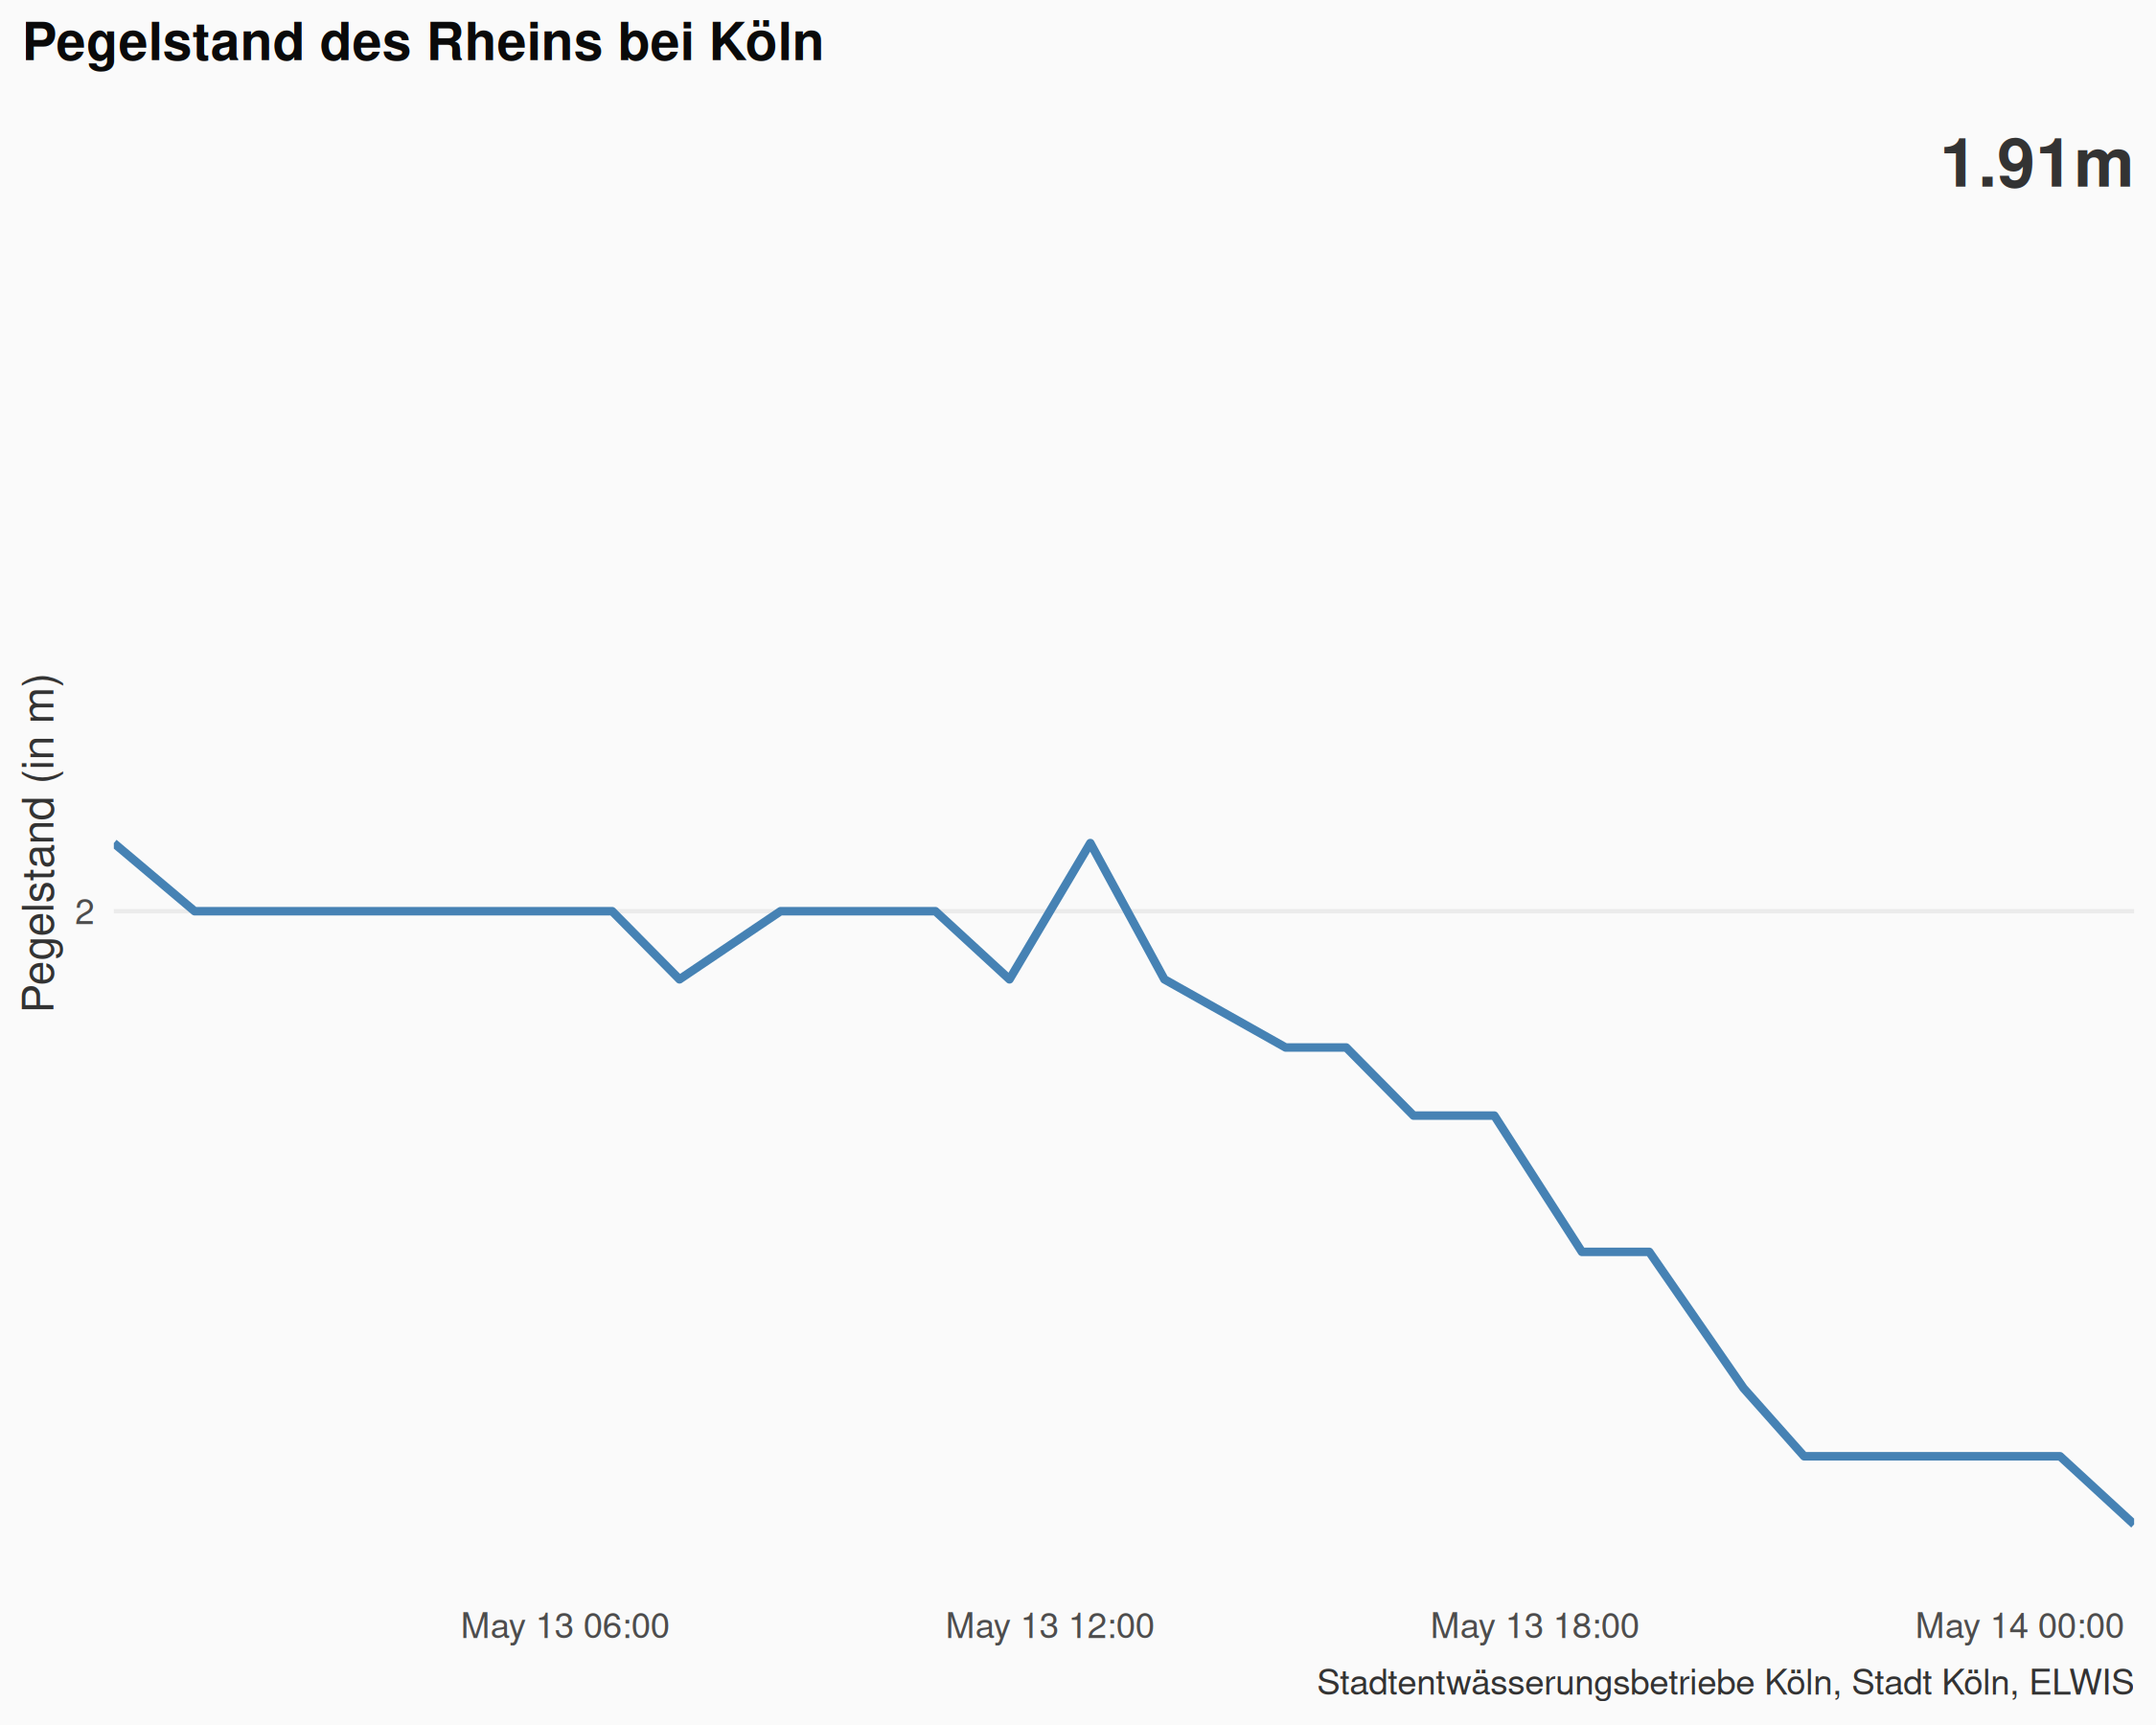 Pegelstand des Rheins bei Köln
1.91m
Pegelstand (in m)
2
May 13 06:00
May 13 12:00
May 13 18:00
May 14 00:00
Stadtentwässerungsbetriebe Köln, Stadt Köln, ELWIS